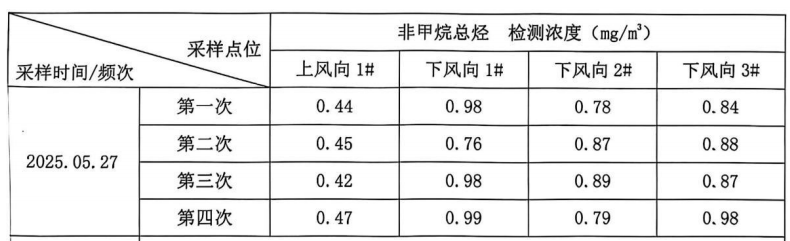 采样点位
采样时间/频次
非甲烷总烃 检测浓度（mg/m³）
上风向 1# 下风向 1# 下风向 2# 下风向 3#
2025.05.27
第一次 0.44 0.98 0.78 0.84
第二次 0.45 0.76 0.87 0.88
第三次 0.42 0.98 0.89 0.87
第四次 0.47 0.99 0.79 0.98